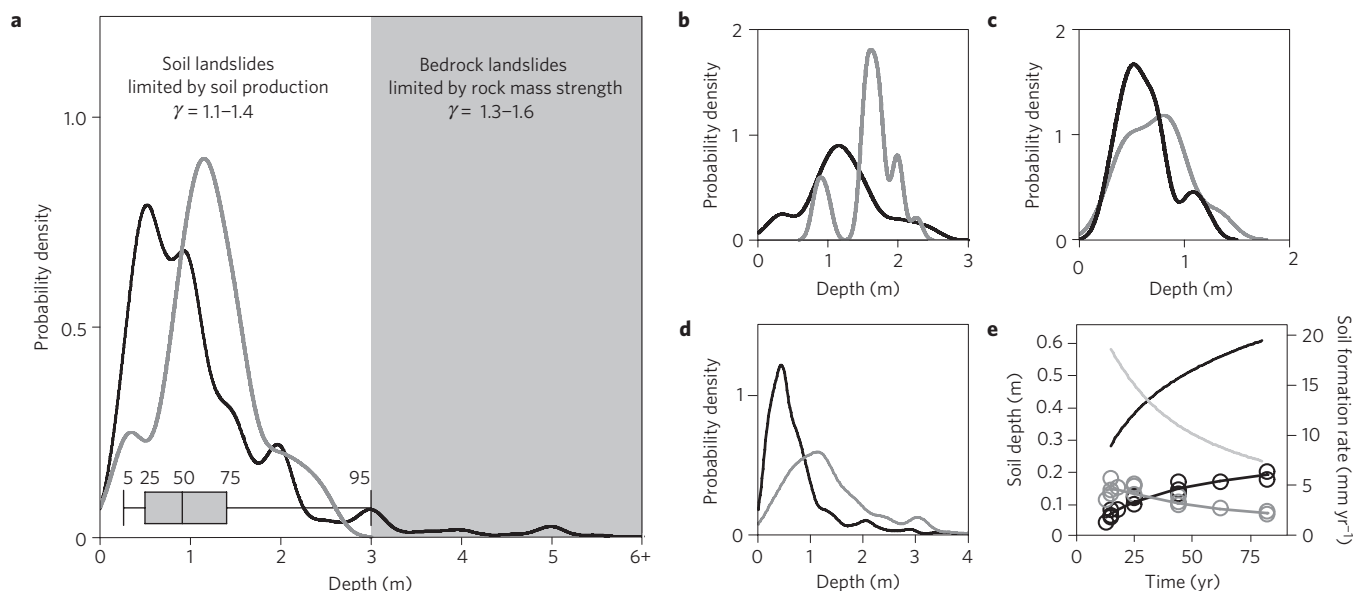 a
Soil landslides
limited by soil production
γ = 1.1–1.4
Bedrock landslides
limited by rock mass strength
γ = 1.3–1.6
Probability density
1.0
0.5
0
5 25 50 75 95
0 1 2 3 4 5 6+
Depth (m)
b
Probability density
2
1
0
0 1 2 3
Depth (m)
c
Probability density
2
1
0
0 1 2
Depth (m)
d
Probability density
1
0
0 1 2 3 4
Depth (m)
e
Soil depth (m)
0.6
0.5
0.4
0.3
0.2
0.1
0
0 25 50 75
Time (yr)
20
15
10
5
0
Soil formation rate (mm yr⁻¹)